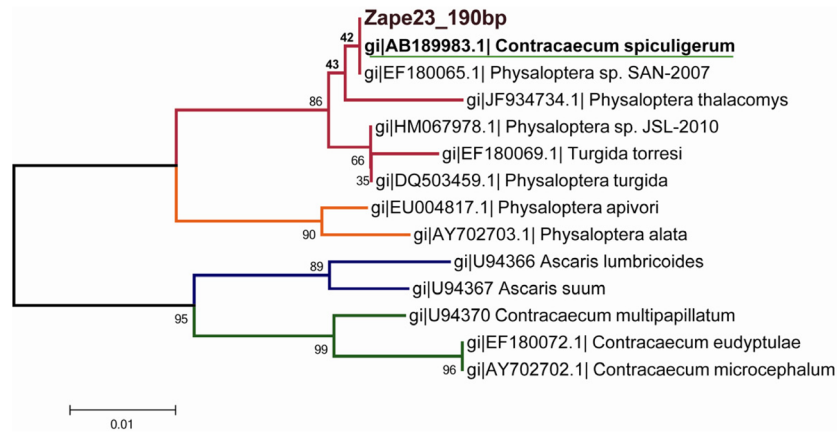 Zape23_190bp
42
gi|AB189983.1| Contracaecum spiculigerum
43
gi|EF180065.1| Physaloptera sp. SAN-2007
86
gi|JF934734.1| Physaloptera thalacomys
gi|HM067978.1| Physaloptera sp. JSL-2010
66
gi|EF180069.1| Turgida torresi
35
gi|DQ503459.1| Physaloptera turgida
gi|EU004817.1| Physaloptera apivori
90
gi|AY702703.1| Physaloptera alata
89
gi|U94366 Ascaris lumbricoides
gi|U94367 Ascaris suum
95
gi|U94370 Contracaecum multipapillatum
99
gi|EF180072.1| Contracaecum eudyptulae
96
gi|AY702702.1| Contracaecum microcephalum
0.01